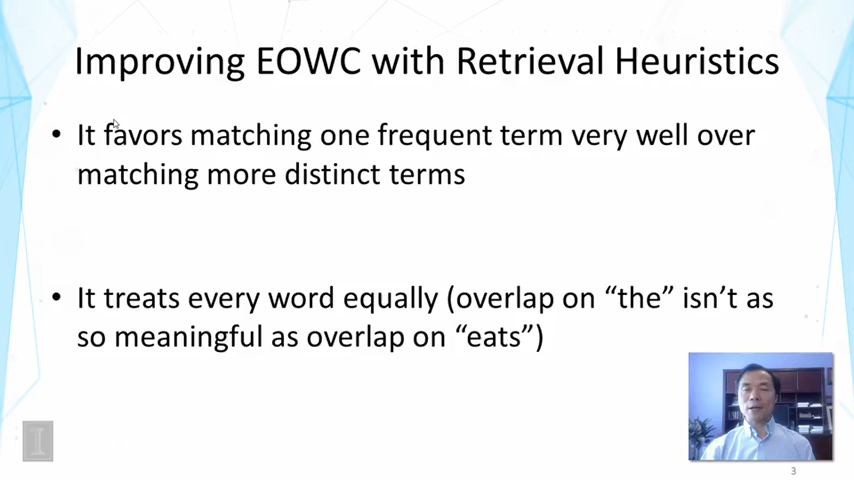 Improving EOWC with Retrieval Heuristics
• It favors matching one frequent term very well over
matching more distinct terms
• It treats every word equally (overlap on “the” isn’t as
so meaningful as overlap on “eats”)
I
3